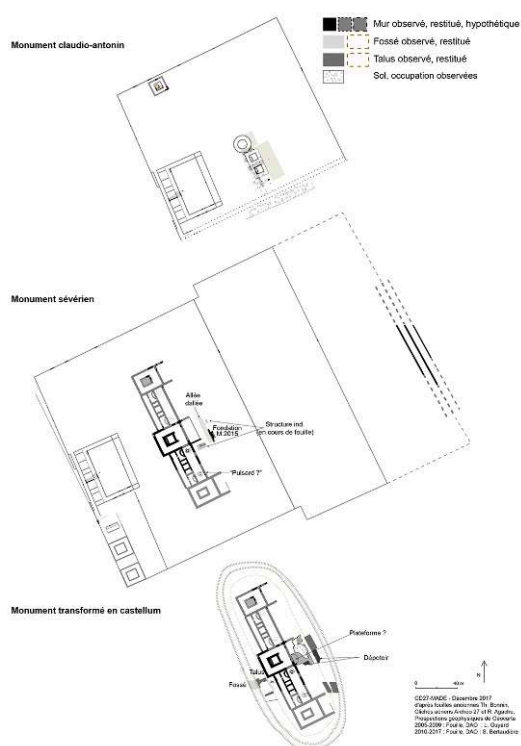 Mur observé, restitué, hypothétique
Monument claudio-antonin
Fossé observé, restitué
Talus observé, restitué
Sol, occupation observées
Monument sévérien
Allée
dallée
Fondation
M.2015
Structure ind.
(en cours de fouille)
"Pulsard ?"
Monument transformé en castellum
Plateforme ?
Dépotoir
Talus
Fossé
N
0
40m
CD27-MADE - Décembre 2017
d'après fouilles anciennes Th. Bonnin,
Clichés aériens Archéo 27 et R. Agache,
Prospections géophysiques de Géocarta
2005-2009 : Fouille, DAO : L. Guyard
2010-2017 : Fouille, DAO : S. Bertaudière